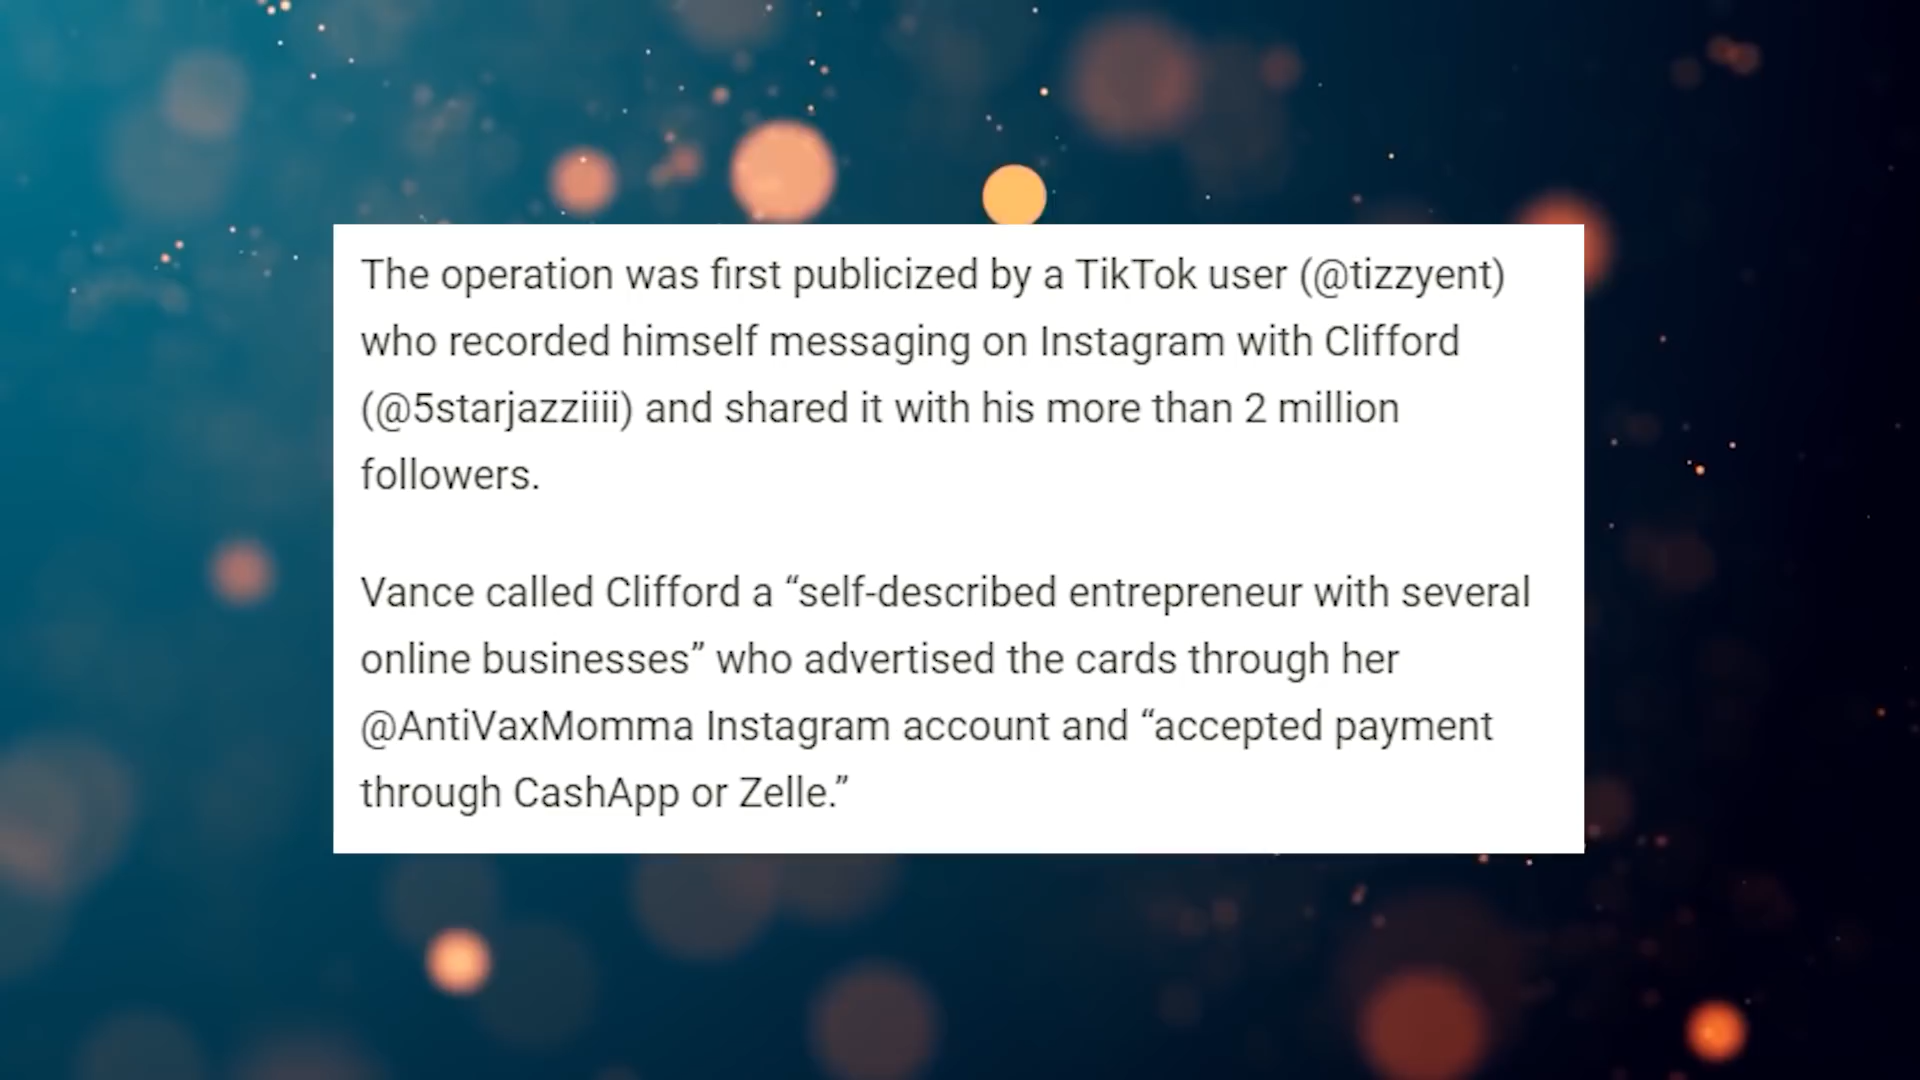 The operation was first publicized by a TikTok user (@tizzyent)
who recorded himself messaging on Instagram with Clifford
(@5starjazziiii) and shared it with his more than 2 million
followers.
Vance called Clifford a “self-described entrepreneur with several
online businesses” who advertised the cards through her
@AntiVaxMomma Instagram account and “accepted payment
through CashApp or Zelle.”